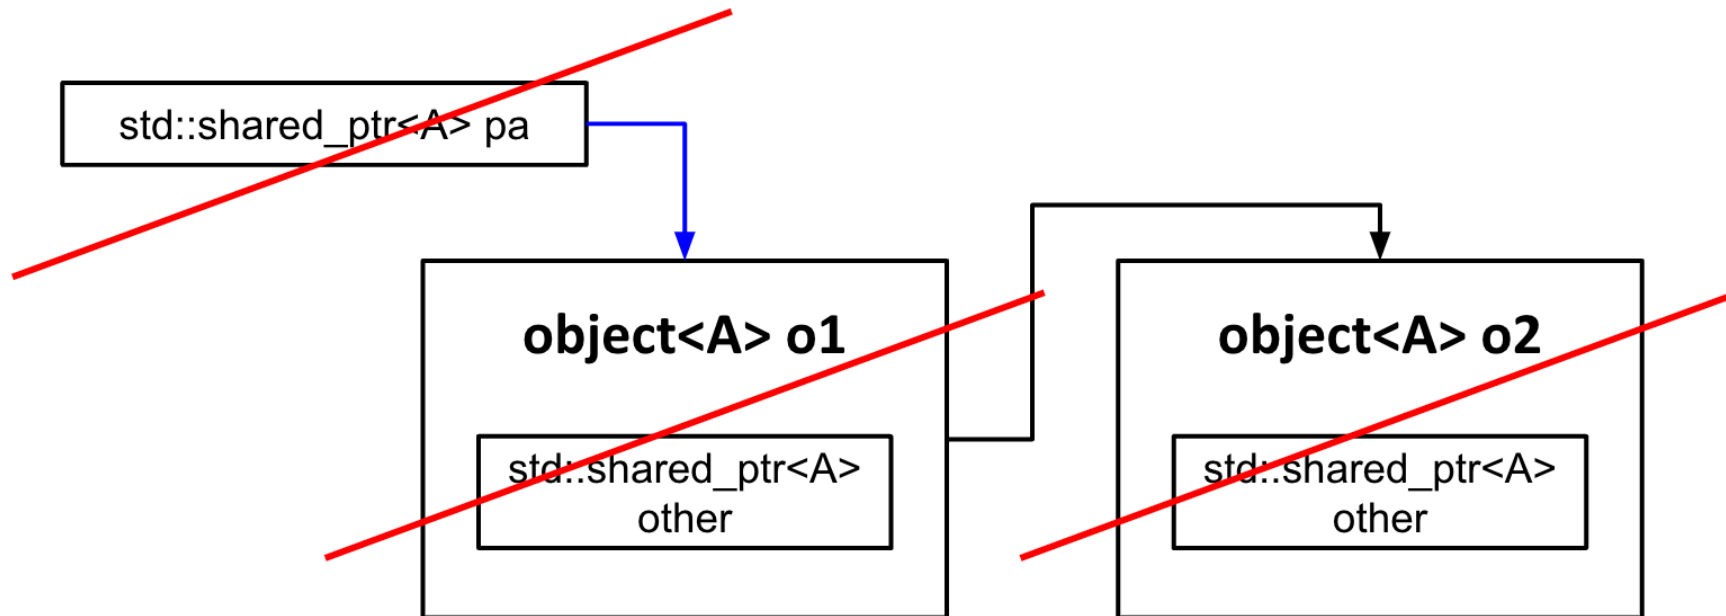 std::shared_ptr<A> pa
object<A> o1
std::shared_ptr<A>
other
object<A> o2
std::shared_ptr<A>
other